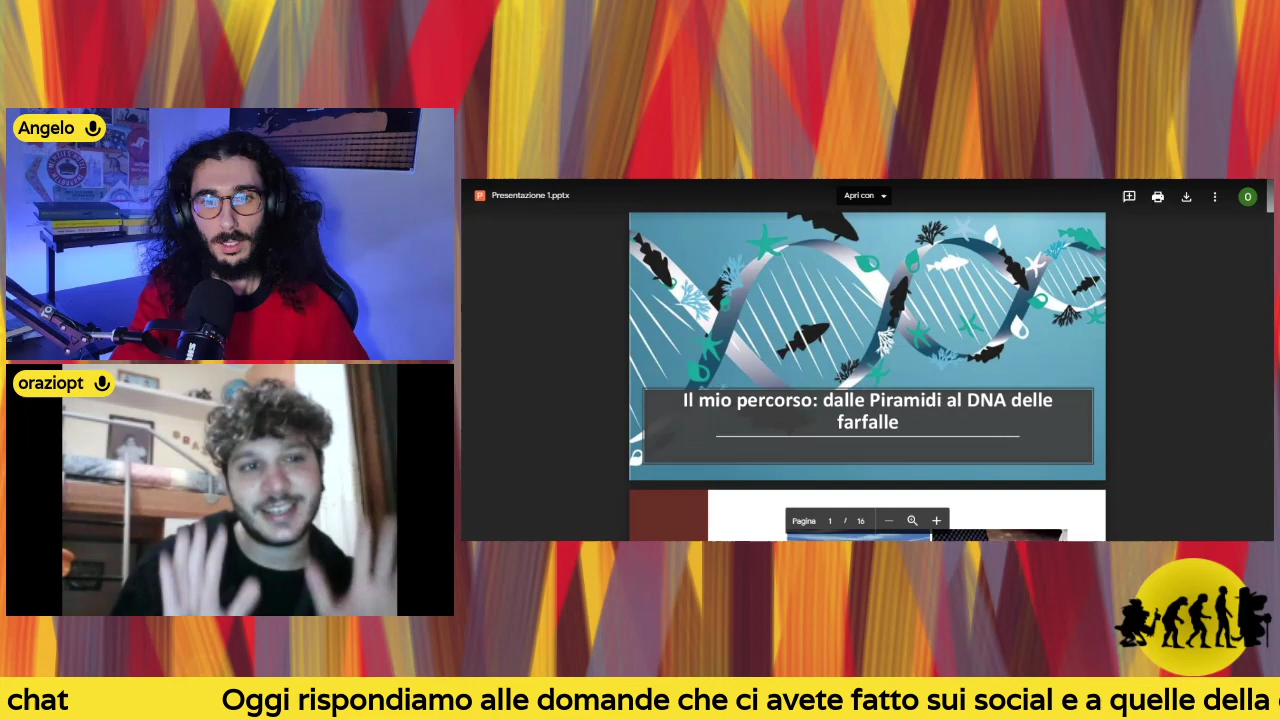 Angelo
oraziopt
Presentazione 1.pptx
Apri con
O
Il mio percorso: dalle Piramidi al DNA delle
farfalle
Pagina 1 / 16
chat
Oggi rispondiamo alle domande che ci avete fatto sui social e a quelle della